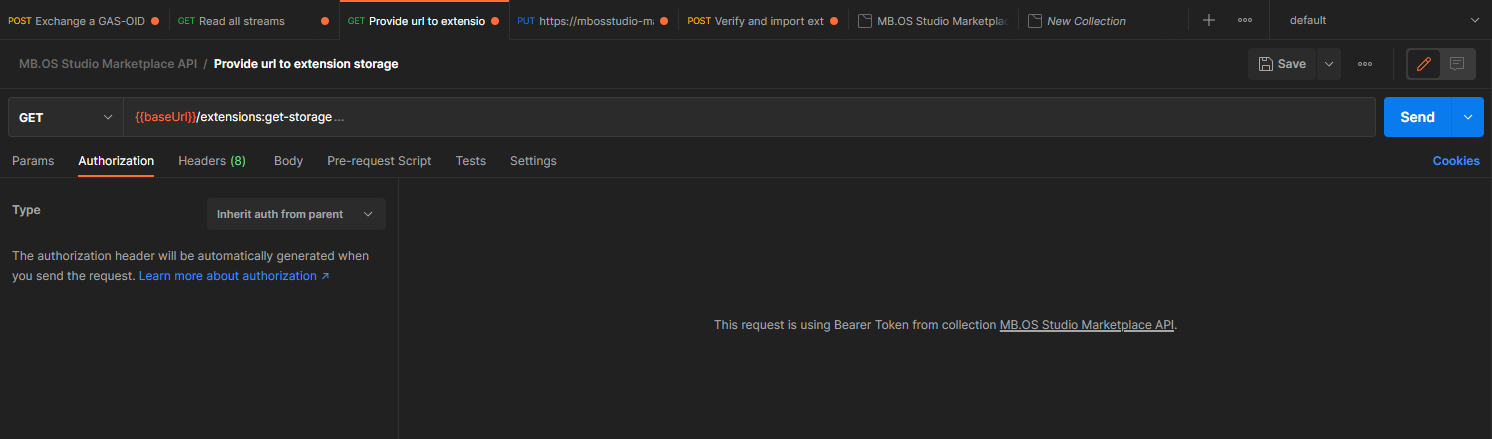 POST Exchange a GAS-OID
GET Read all streams
GET Provide url to extensio
PUT https://mbosstudio-ma
POST Verify and import ext
MB.OS Studio Marketplac
New Collection
default
MB.OS Studio Marketplace API / Provide url to extension storage
Save
GET
{{baseUrl}}/extensions:get-storage...
Send
Params Authorization Headers (8) Body Pre-request Script Tests Settings Cookies
Type
Inherit auth from parent
The authorization header will be automatically generated when
you send the request. Learn more about authorization ↗
This request is using Bearer Token from collection MB.OS Studio Marketplace API.